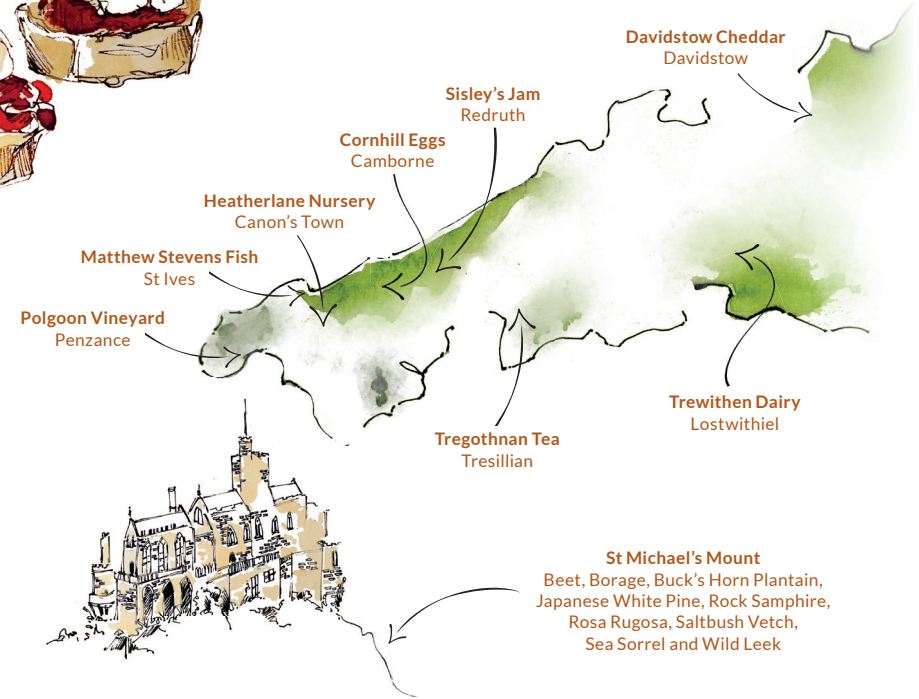 Davidstow Cheddar
Davidstow
Sisley's Jam
Redruth
Cornhill Eggs
Camborne
Heatherlane Nursery
Canon's Town
Matthew Stevens Fish
St Ives
Polgoon Vineyard
Penzance
Trewithen Dairy
Lostwithiel
Tregothnan Tea
Tresillian
St Michael's Mount
Beet, Borage, Buck's Horn Plantain,
Japanese White Pine, Rock Samphire,
Rosa Rugosa, Saltbush Vetch,
Sea Sorrel and Wild Leek